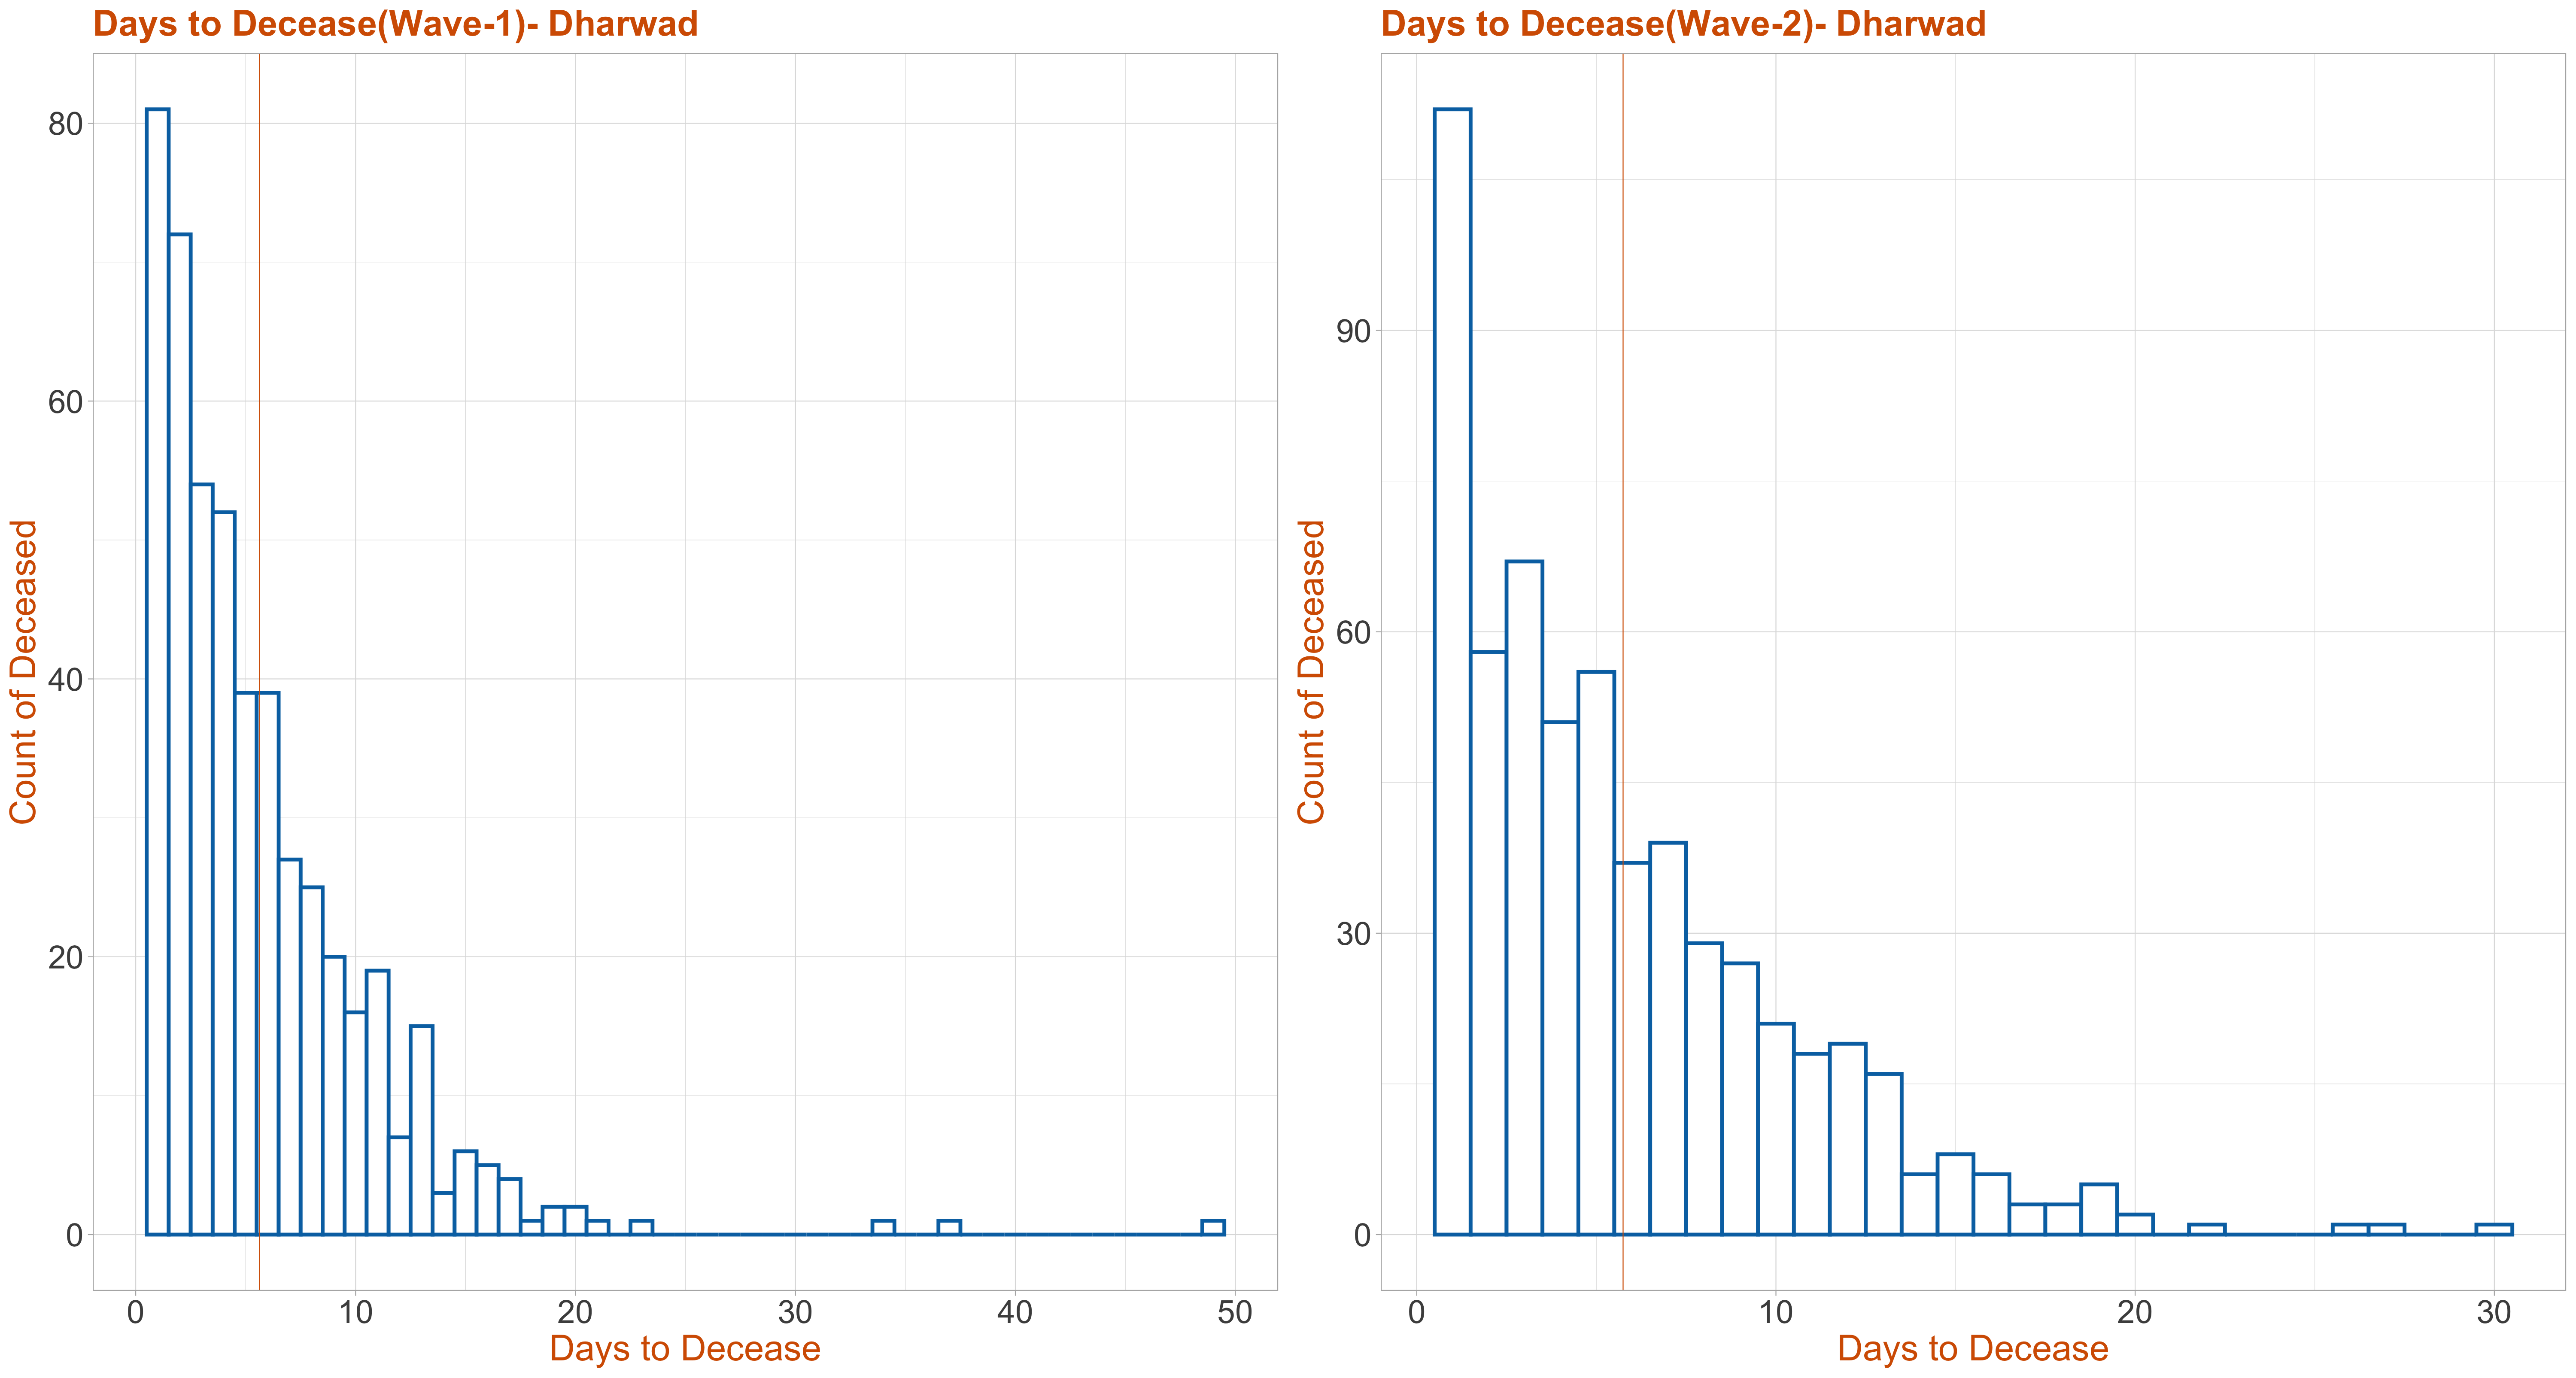 Days to Decease(Wave-1)- Dharwad
80
60
40
20
0
Count of Deceased
0 10 20 30 40 50
Days to Decease
Days to Decease(Wave-2)- Dharwad
90
60
30
0
Count of Deceased
0 10 20 30
Days to Decease